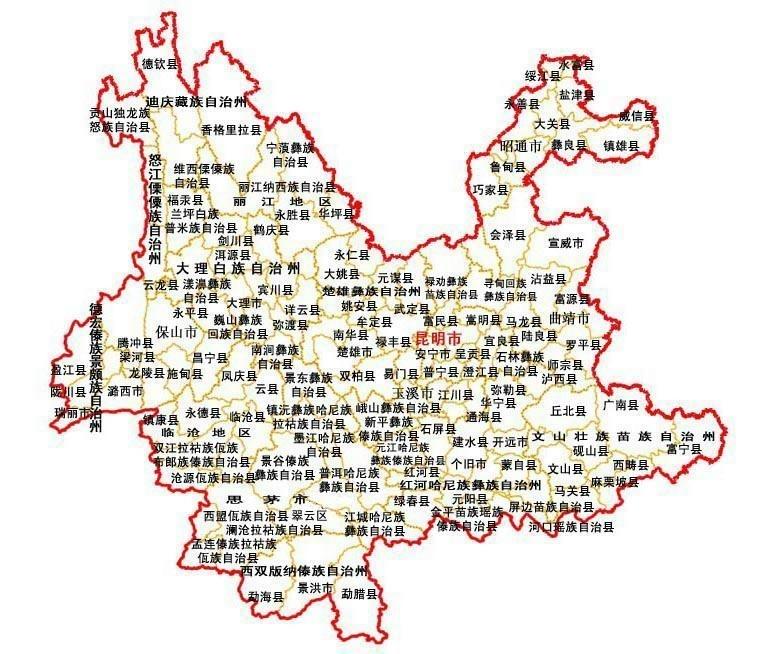 德钦县
水富县
绥江县
盐津县
迪庆藏族自治州
永善县
贡山独龙族
怒族自治县
威信县
大关县
香格里拉县
昭通市
彝良县
镇雄县
宁蒗彝族
自治县
怒江傈僳族自治州
维西傈僳族
自治县
鲁甸县
巧家县
丽江纳西族自治县
福汞县
丽江地区
兰坪白族
普米族自治县
永胜县
华坪县
鹤庆县
剑川县
会泽县
宣威市
洱源县
永仁县
大理白族自治州
大姚县
元谋县
禄劝彝族
苗族自治县
寻甸回族
彝族自治县
沾益县
云龙县
漾濞彝族
自治县
宾川县
楚雄彝族自治州
富源县
大理市
姚安县
武定县
永平县
祥云县
巍山彝族
回族自治县
弥渡县
牟定县
富民县
嵩明县
马龙县
曲靖市
德宏傣族景颇族自治州
保山市
南华县
禄丰县
昆明市
宜良县
陆良县
罗平县
腾冲县
梁河县
昌宁县
南涧彝族
自治县
楚雄市
安宁市
呈贡县
石林彝族
自治县
师宗县
盈江县
龙陵县
施甸县
凤庆县
景东彝族
自治县
双柏县
易门县
晋宁县
澄江县
泸西县
陇川县
潞西市
云县
玉溪市
江川县
弥勒县
华宁县
瑞丽市
镇康县
永德县
临沧县
镇沅彝族哈尼族
拉祜族自治县
峨山彝族自治县
通海县
丘北县
广南县
临沧地区
新平彝族
傣族自治县
石屏县
墨江哈尼族
自治县
建水县
开远市
文山壮族苗族自治州
双江拉祜族佤族
布郎族傣族自治县
元江哈尼族
彝族傣族自治县
砚山县
富宁县
景谷傣族
彝族自治县
普洱哈尼族
彝族自治县
红河县
个旧市
蒙自县
文山县
西畴县
沧源佤族自治县
红河哈尼族彝族自治州
麻栗坡县
思茅市
绿春县
元阳县
马关县
西盟佤族自治县
翠云区
江城哈尼族
彝族自治县
金平苗族瑶族
傣族自治县
屏边苗族自治县
澜沧拉祜族自治县
河口瑶族自治县
孟连傣族拉祜族
佤族自治县
西双版纳傣族自治州
勐海县
景洪市
勐腊县